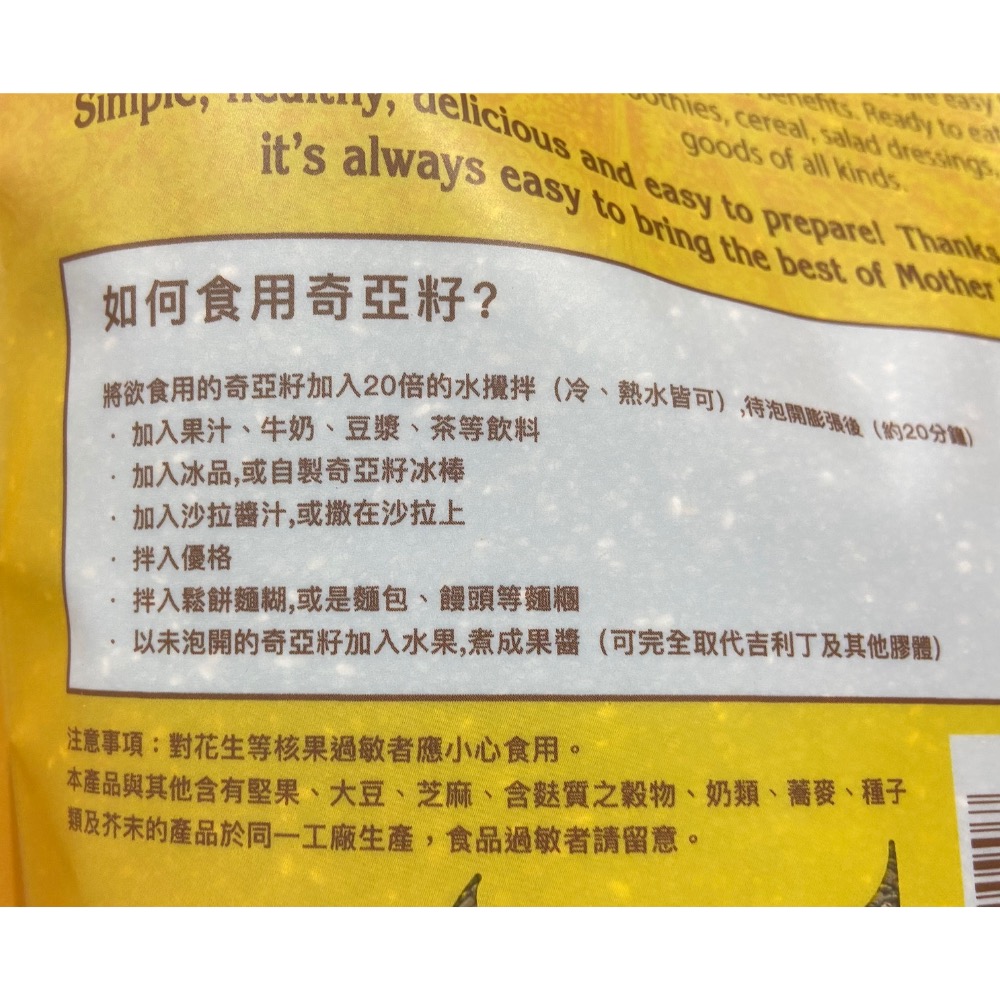 Simple, healthy, delicious and easy to prepare! Thanks
it's always easy to bring the best of Mother
are easy
benefits. Ready to eat
cereal, salad dressings,
goods of all kinds.
如何食用奇亞籽?
將欲食用的奇亞籽加入20倍的水攪拌（冷、熱水皆可）,待泡開膨脹後（約20分鐘）
· 加入果汁、牛奶、豆漿、茶等飲料
· 加入冰品,或自製奇亞籽冰棒
· 加入沙拉醬汁,或撒在沙拉上
· 拌入優格
· 拌入鬆餅麵糊,或是麵包、饅頭等麵糰
· 以未泡開的奇亞籽加入水果,煮成果醬（可完全取代吉利丁及其他膠體）
注意事項：對花生等核果過敏者應小心食用。
本產品與其他含有堅果、大豆、芝麻、含麩質之穀物、奶類、蕎麥、種子
類及芥末的產品於同一工廠生產，食品過敏者請留意。